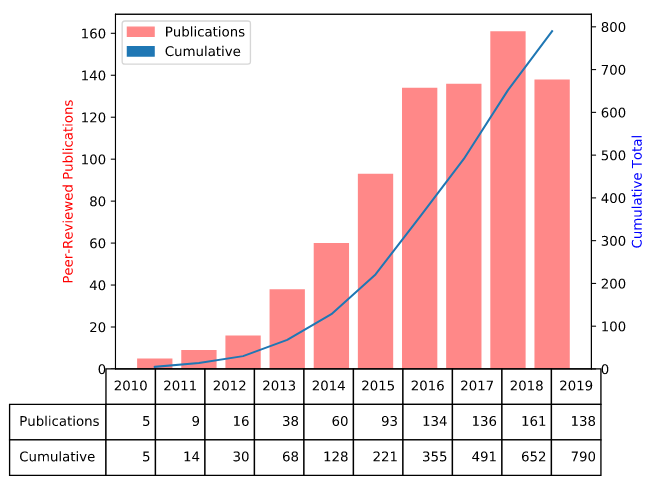 Publications
Cumulative
160
140
120
100
80
60
40
20
0
Peer-Reviewed Publications
800
700
600
500
400
300
200
100
0
Cumulative Total
2010 2011 2012 2013 2014 2015 2016 2017 2018 2019
Publications 5 9 16 38 60 93 134 136 161 138
Cumulative 5 14 30 68 128 221 355 491 652 790